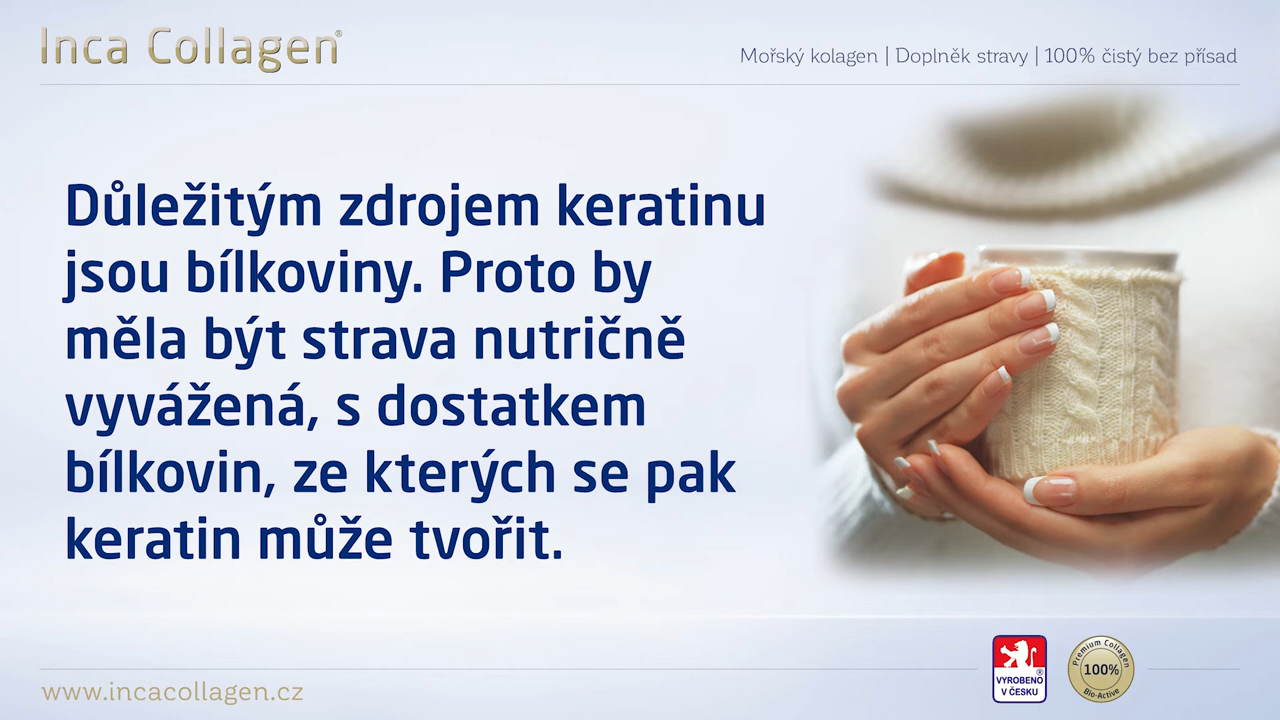 Inca Collagen®
Mořský kolagen | Doplněk stravy | 100% čistý bez přísad
Důležitým zdrojem keratinu
jsou bílkoviny. Proto by
měla být strava nutričně
vyvážená, s dostatkem
bílkovin, ze kterých se pak
keratin může tvořit.
www.incacollagen.cz
®
VYROBENO
V ČESKU
Premium Collagen
100%
Bio-Active